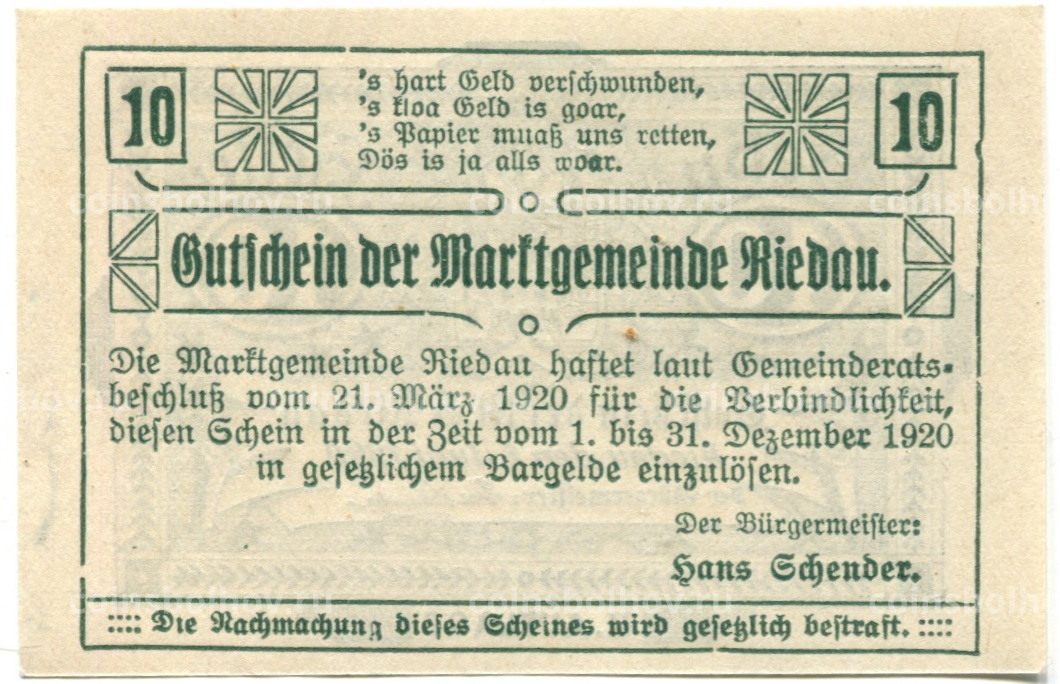 10
's hart Geld verschwunden,
's kloa Geld is goar,
's Papier muaß uns retten,
Dös is ja alls woar.
10
Gutschein der Marktgemeinde Riedau.
Die Marktgemeinde Riedau haftet laut Gemeinderats-
beschluß vom 21. März 1920 für die Verbindlichkeit,
diesen Schein in der Zeit vom 1. bis 31. Dezember 1920
in gesetzlichem Bargelde einzulösen.
Der Bürgermeister:
Hans Schender.
:::: Die Nachmachung dieses Scheines wird gesetzlich bestraft. ::::
coinsbolhov.ru